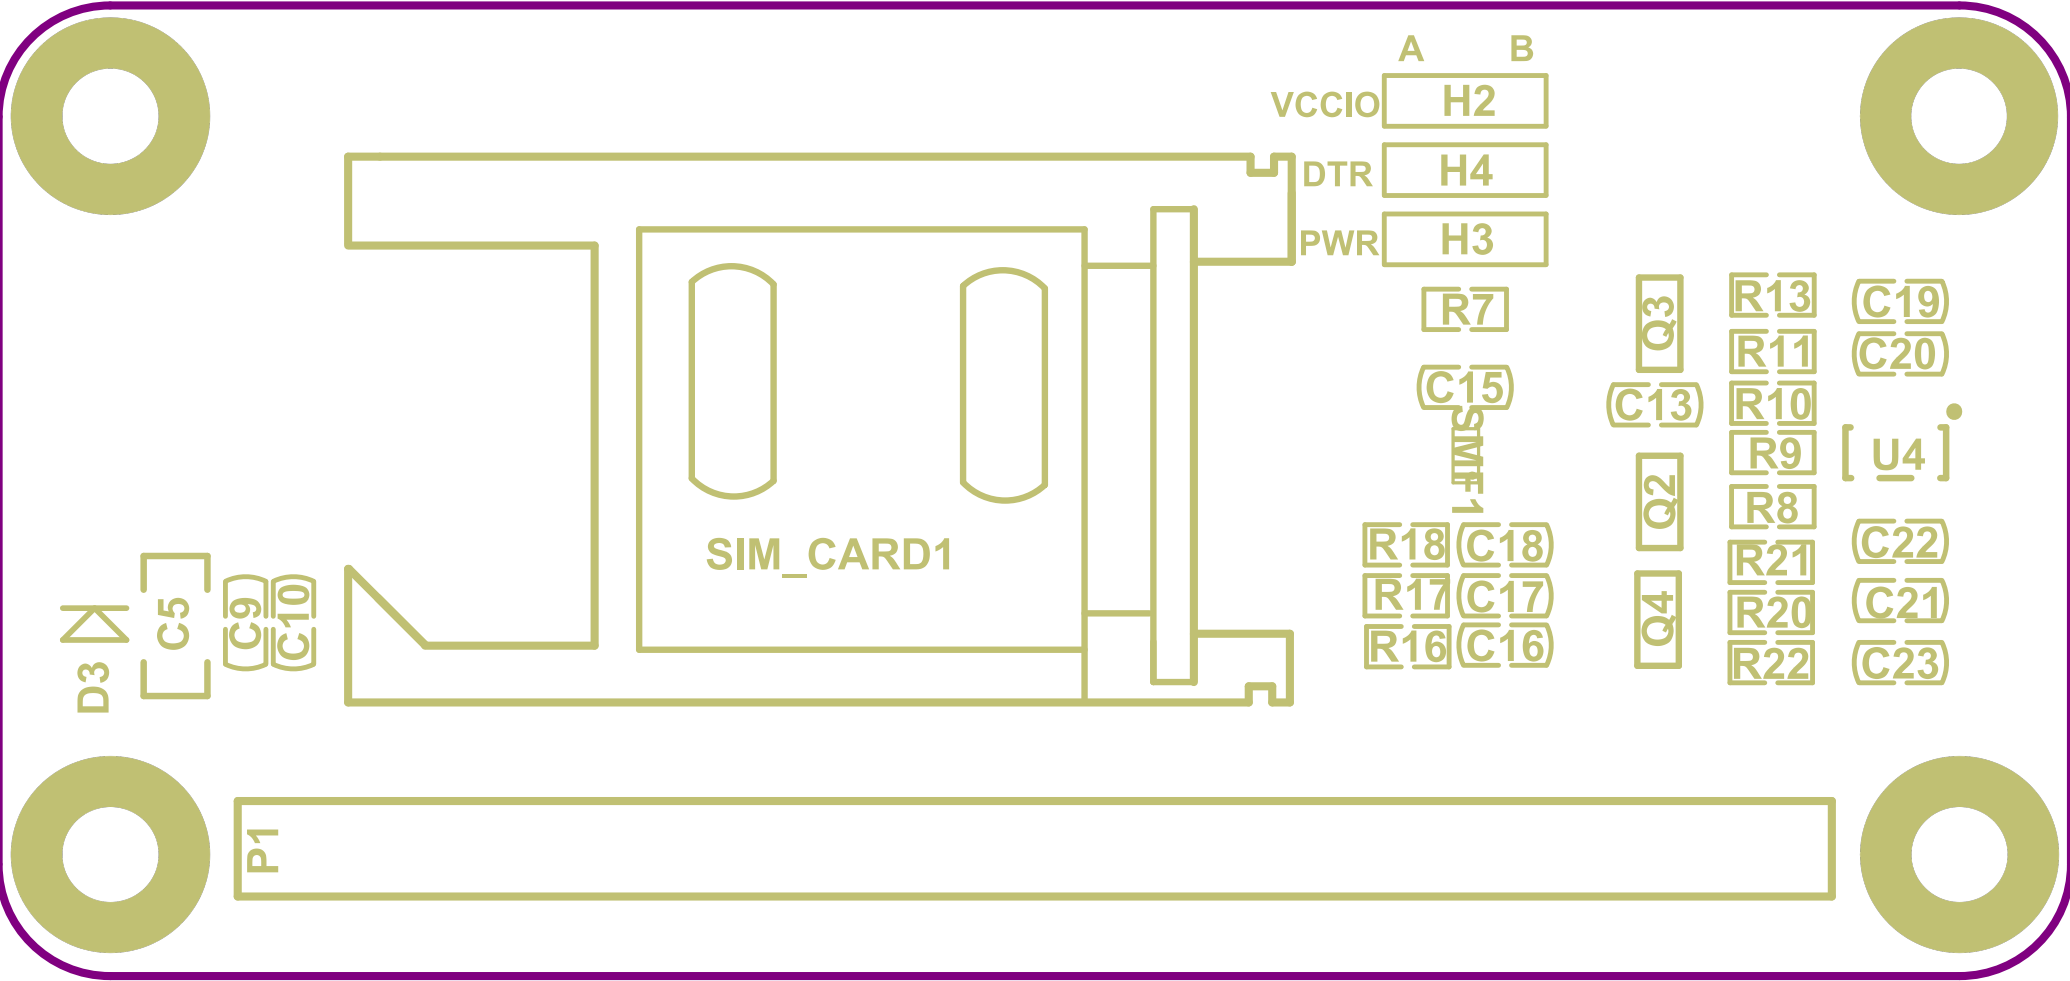 A B
VCCIO H2
DTR H4
PWR H3
R7
C15
SIMF1
R18 C18
R17 C17
R16 C16
Q3
C13
Q2
Q4
R13
R11
R10
R9
R8
R21
R20
R22
C19
C20
U4
C22
C21
C23
SIM_CARD1
D3
C5
C9
C10
P1